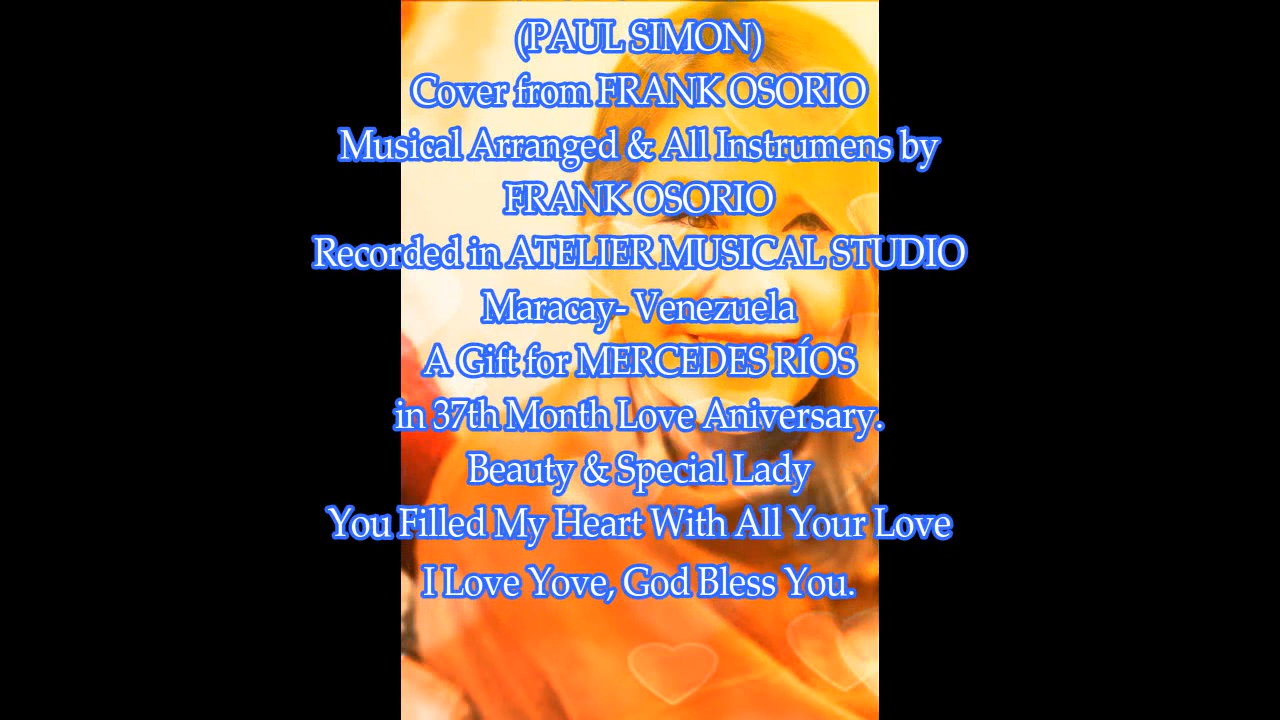 (PAUL SIMON)
Cover from FRANK OSORIO
Musical Arranged & All Instrumens by
FRANK OSORIO
Recorded in ATELIER MUSICAL STUDIO
Maracay- Venezuela
A Gift for MERCEDES RÍOS
in 37th Month Love Aniversary.
Beauty & Special Lady
You Filled My Heart With All Your Love
I Love Yove, God Bless You.